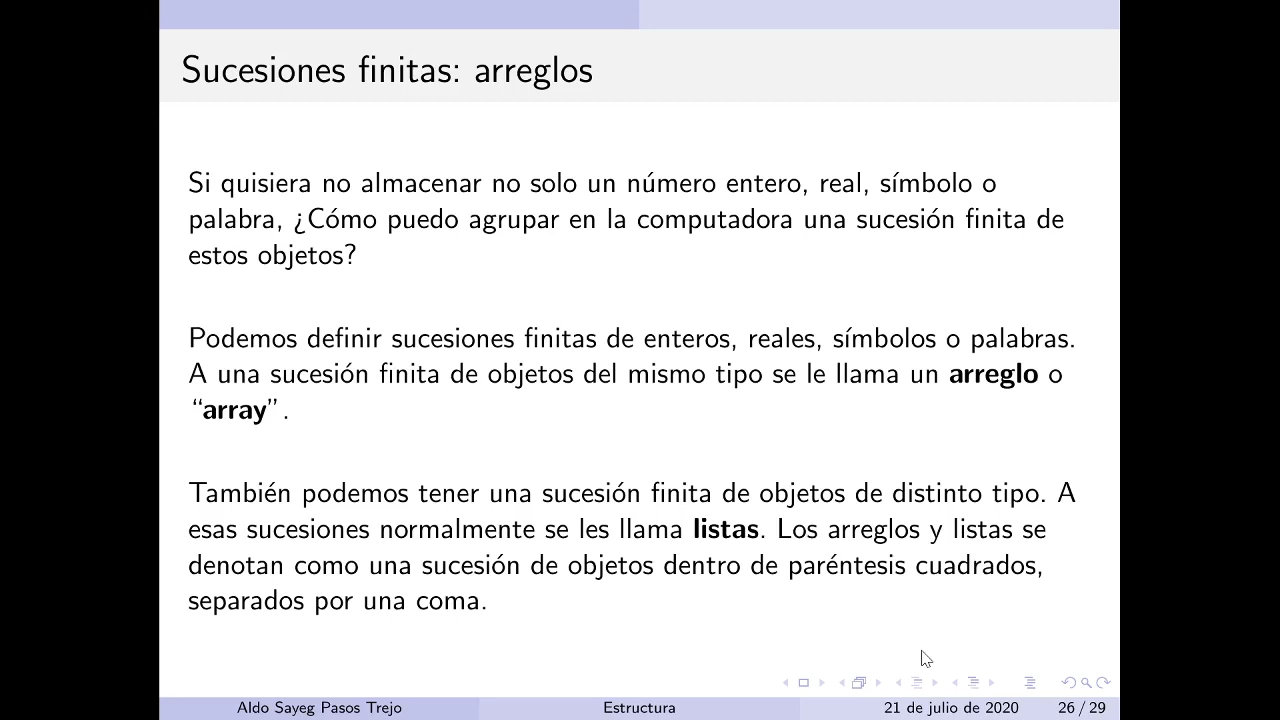 Sucesiones finitas: arreglos
Si quisiera no almacenar no solo un número entero, real, símbolo o
palabra, ¿Cómo puedo agrupar en la computadora una sucesión finita de
estos objetos?
Podemos definir sucesiones finitas de enteros, reales, símbolos o palabras.
A una sucesión finita de objetos del mismo tipo se le llama un arreglo o
“array”.
También podemos tener una sucesión finita de objetos de distinto tipo. A
esas sucesiones normalmente se les llama listas. Los arreglos y listas se
denotan como una sucesión de objetos dentro de paréntesis cuadrados,
separados por una coma.
Aldo Sayeg Pasos Trejo Estructura 21 de julio de 2020 26 / 29